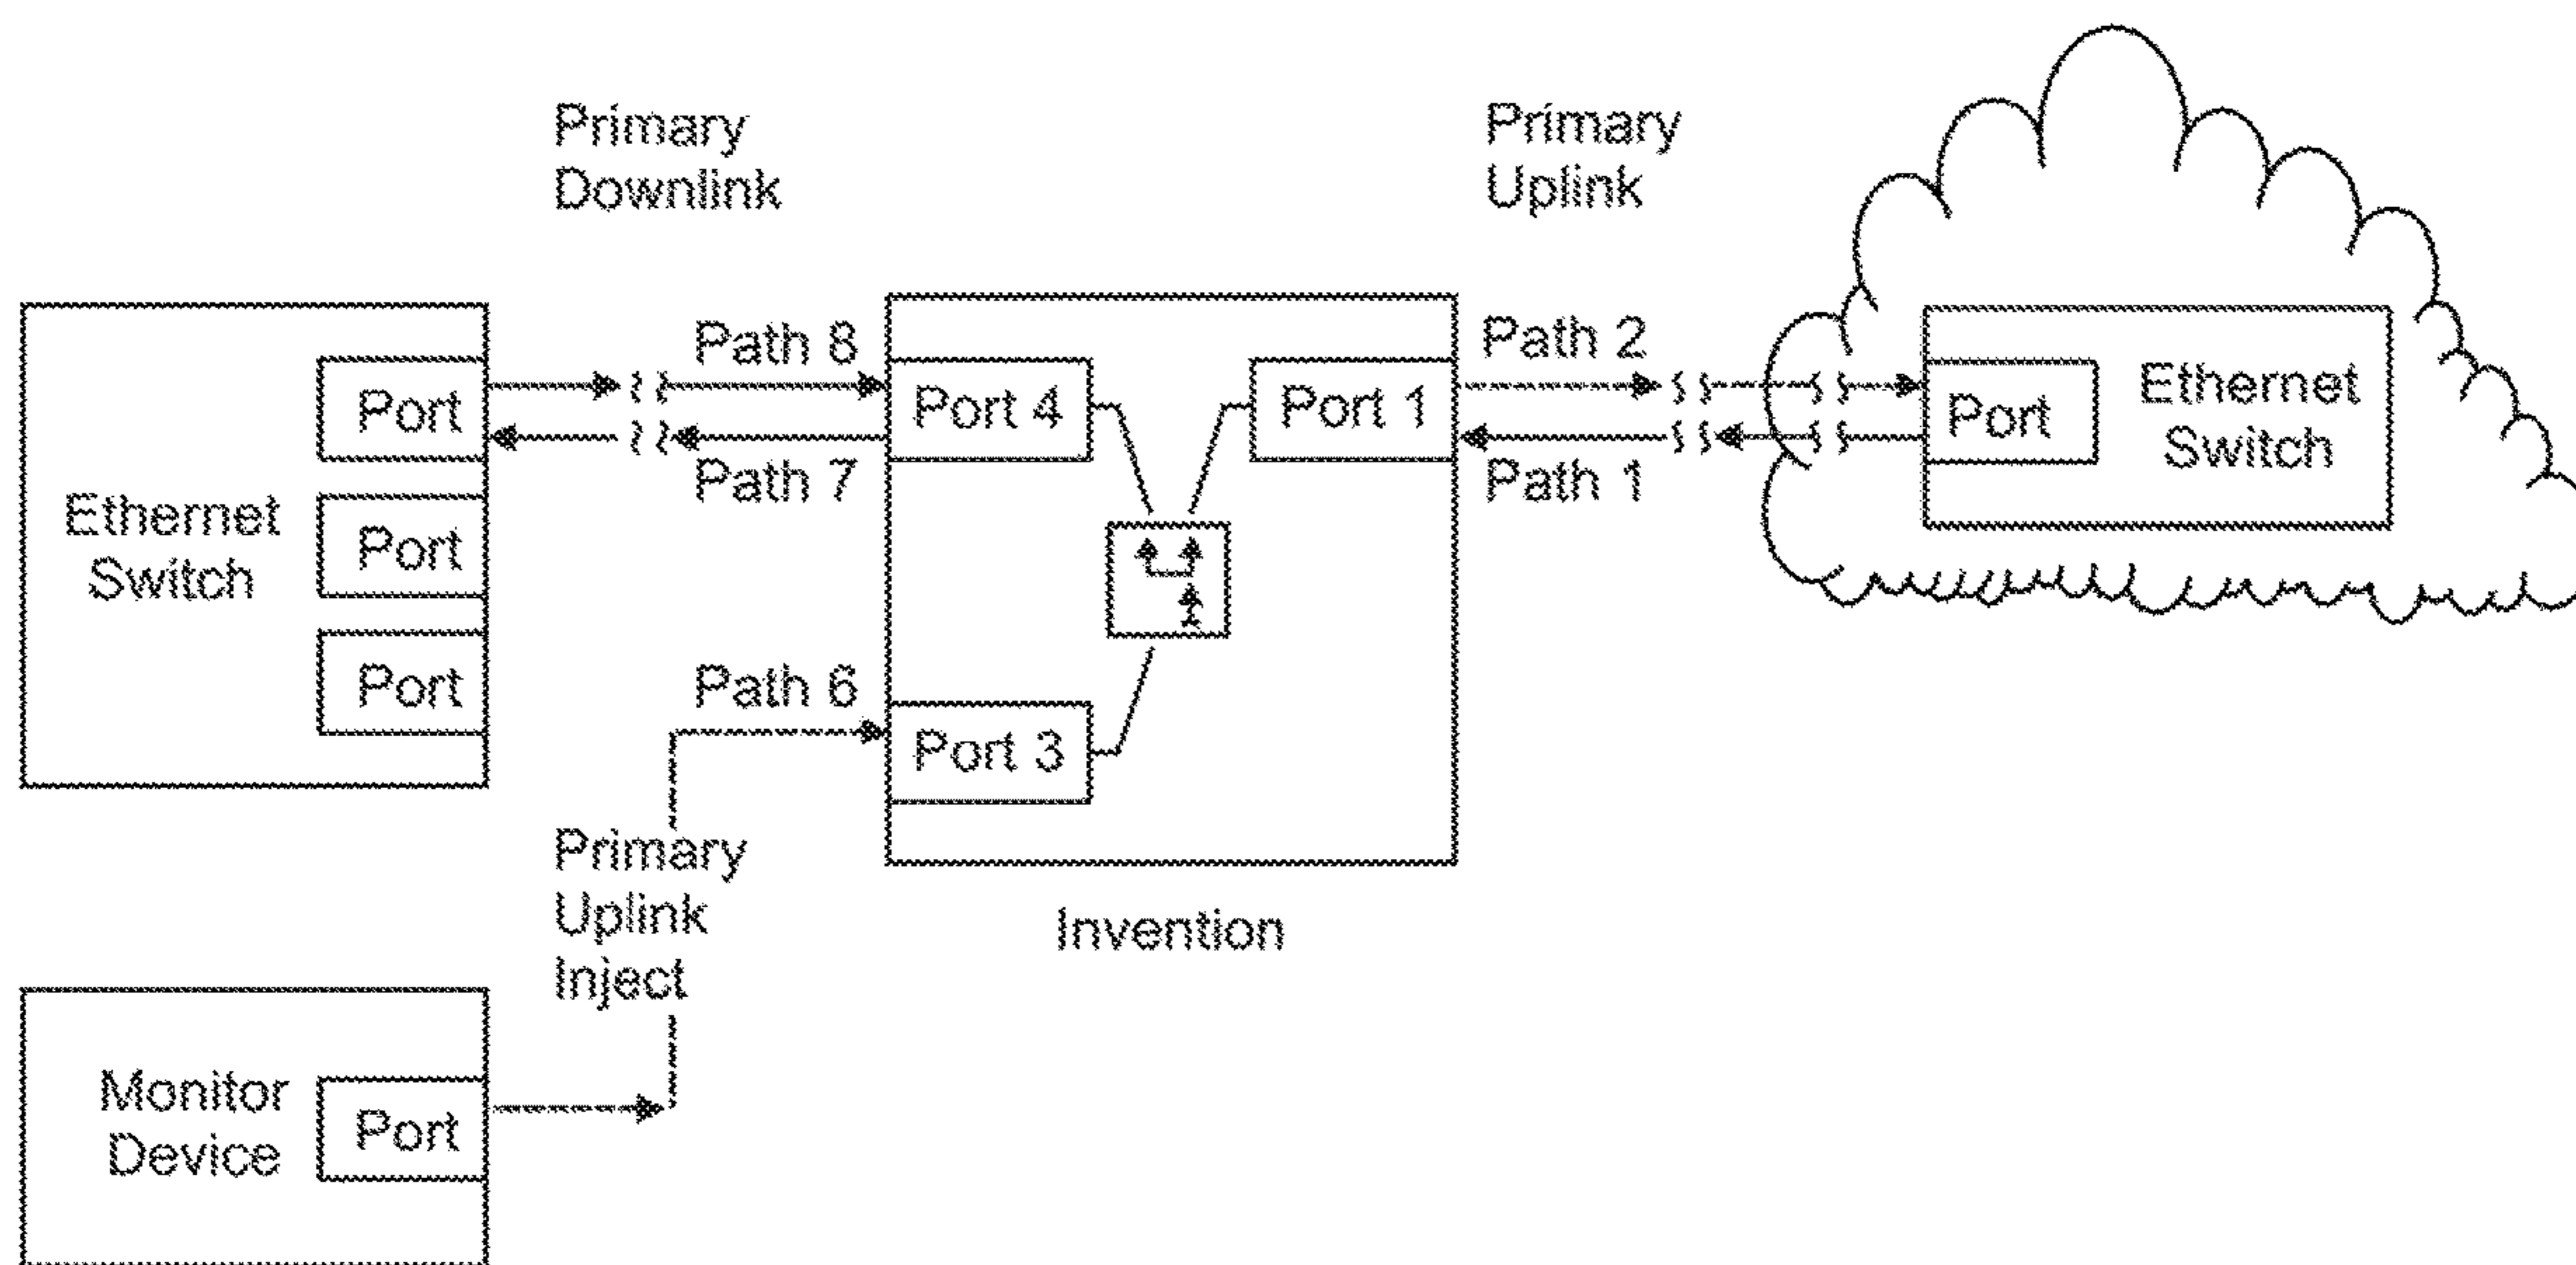 Primary
Downlink
Primary
Uplink
Path 8
Path 2
Port
Port 4
Port 1
Port
Ethernet
Switch
Path 7
Path 1
Ethernet
Switch
Port
Port
Path 6
Port 3
Primary
Uplink
Inject
Invention
Monitor
Device
Port